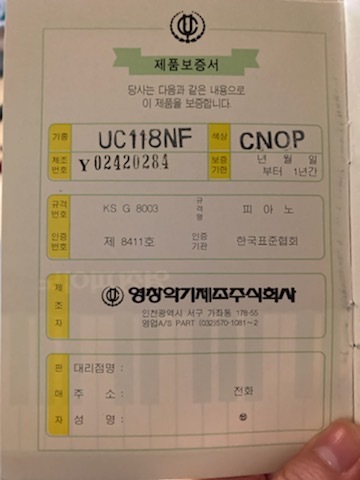 제품보증서
당사는 다음과 같은 내용으로
이 제품을 보증합니다.
기종 UC118NF 색상 CNOP
제조번호 Y02420284 보증기한 년 월 일부터 1년간
규격번호 KS G 8003 규격명 피아노
인증번호 제 8411호 인증기관 한국표준협회
제조자 영창악기제조주식회사
인천광역시 서구 가좌동 178-55
영업A/S PART (032)570-1081~2
판매자 대리점명 :
주소 : 전화
성명 : ㊞